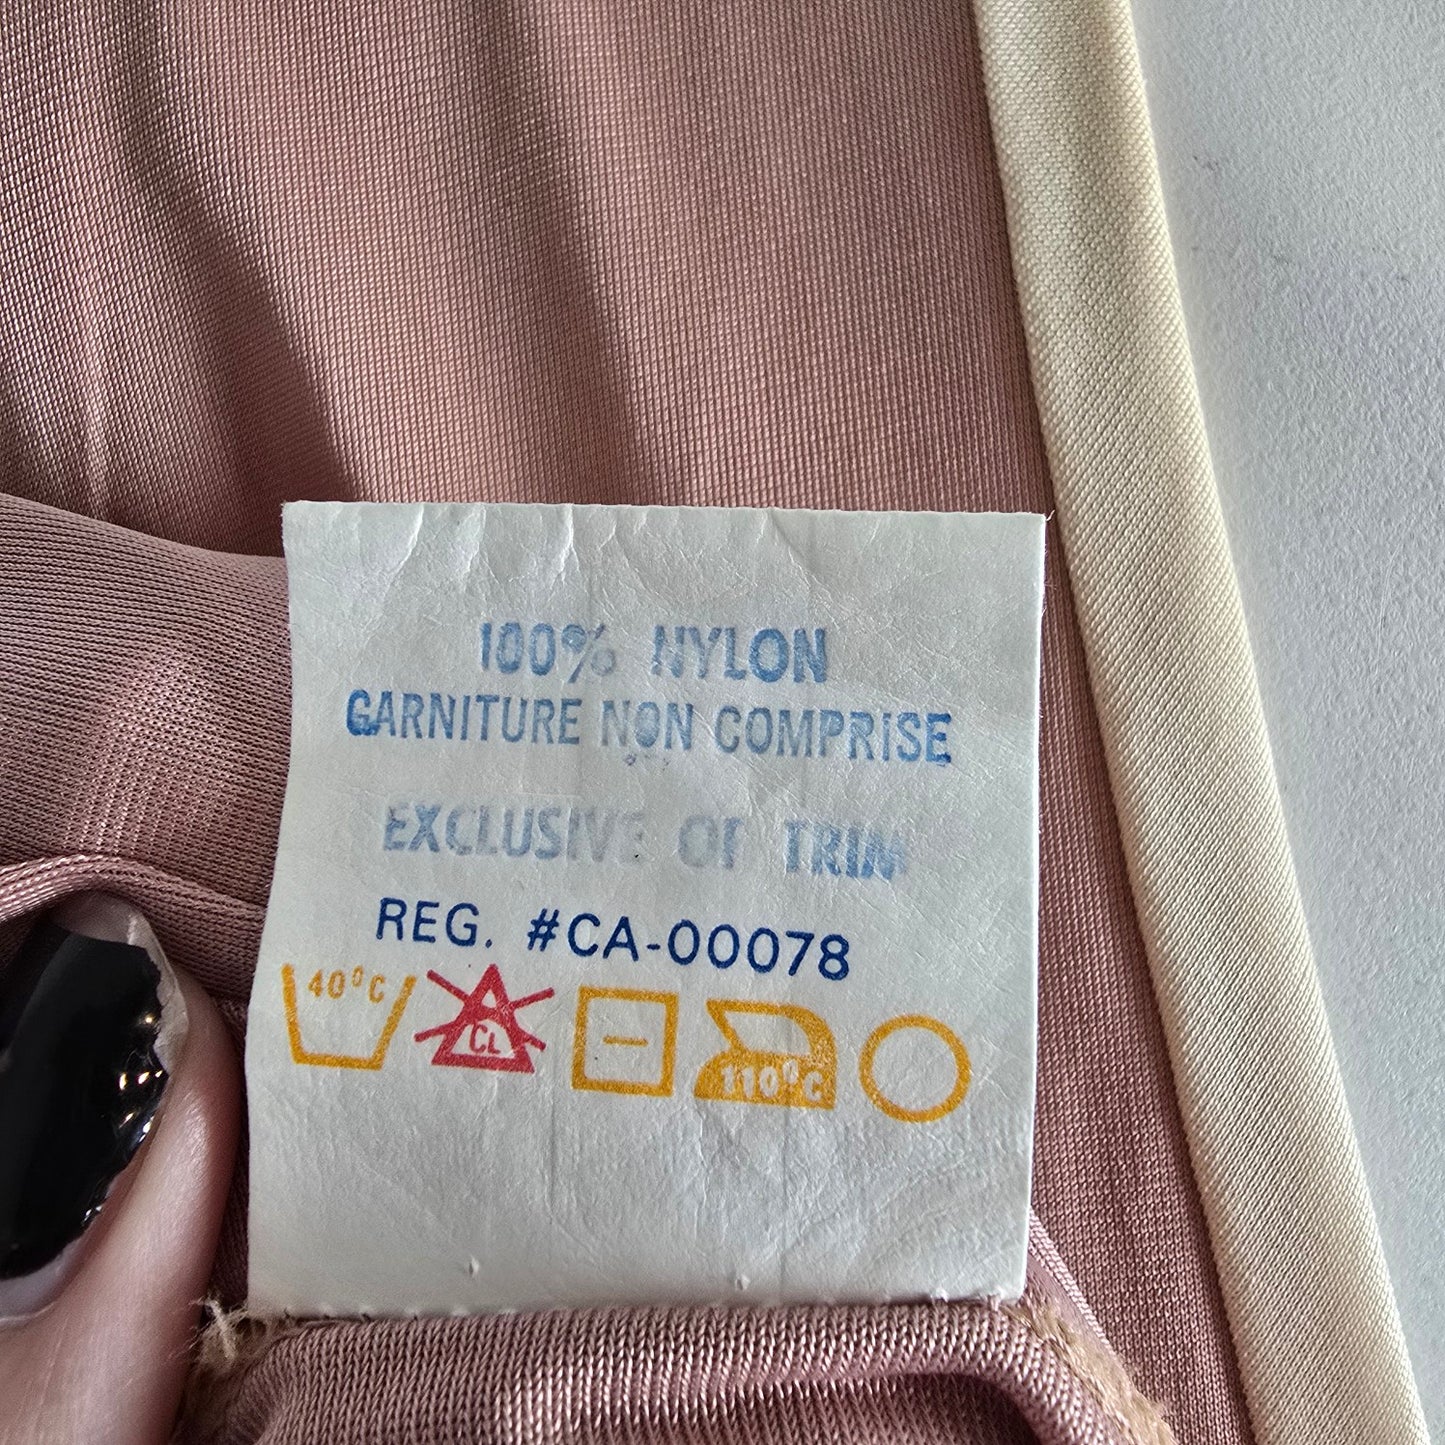 100% NYLON
GARNITURE NON COMPRISE
EXCLUSIVE OF TRIM
REG. #CA-00078
40°C CL 110°C